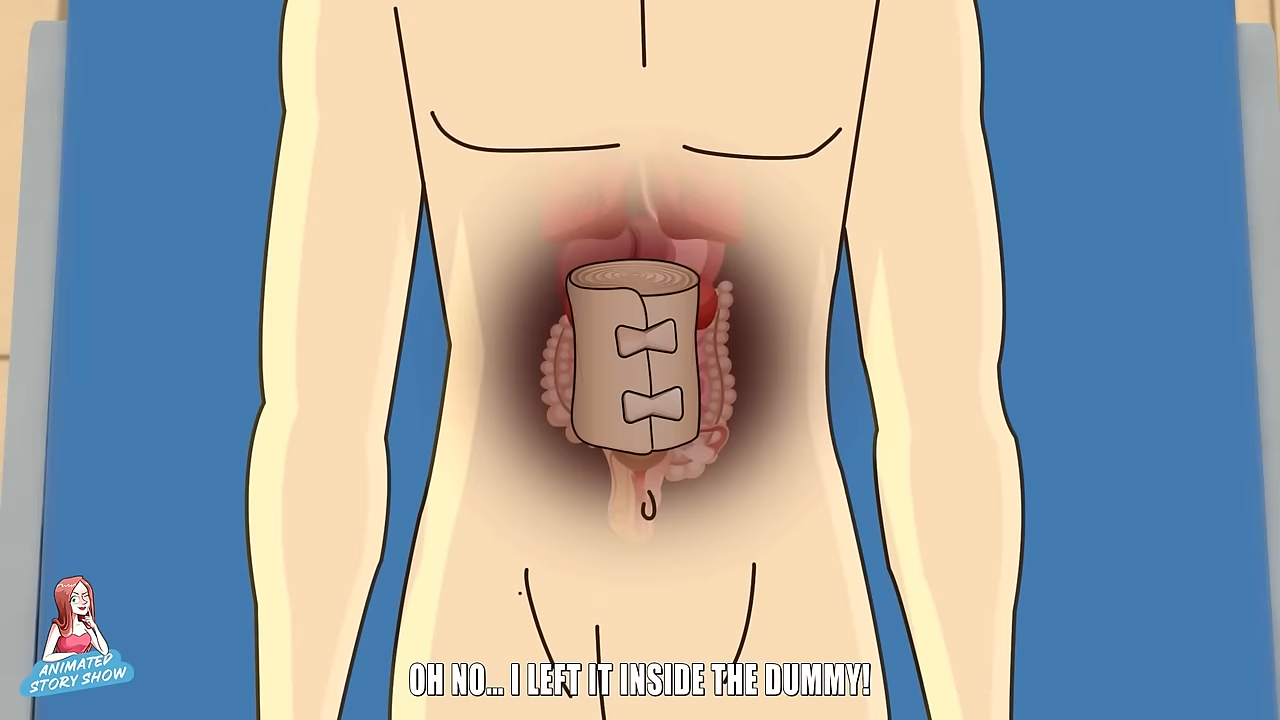 ANIMATED
STORY SHOW
OH NO... I LEFT IT INSIDE THE DUMMY!